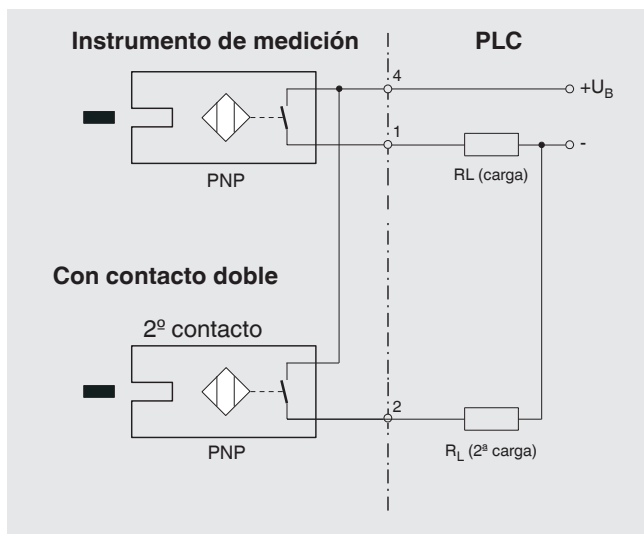 Instrumento de medición
PLC
4
+U_B
1
-
RL (carga)
PNP
Con contacto doble
2º contacto
2
R_L (2ª carga)
PNP